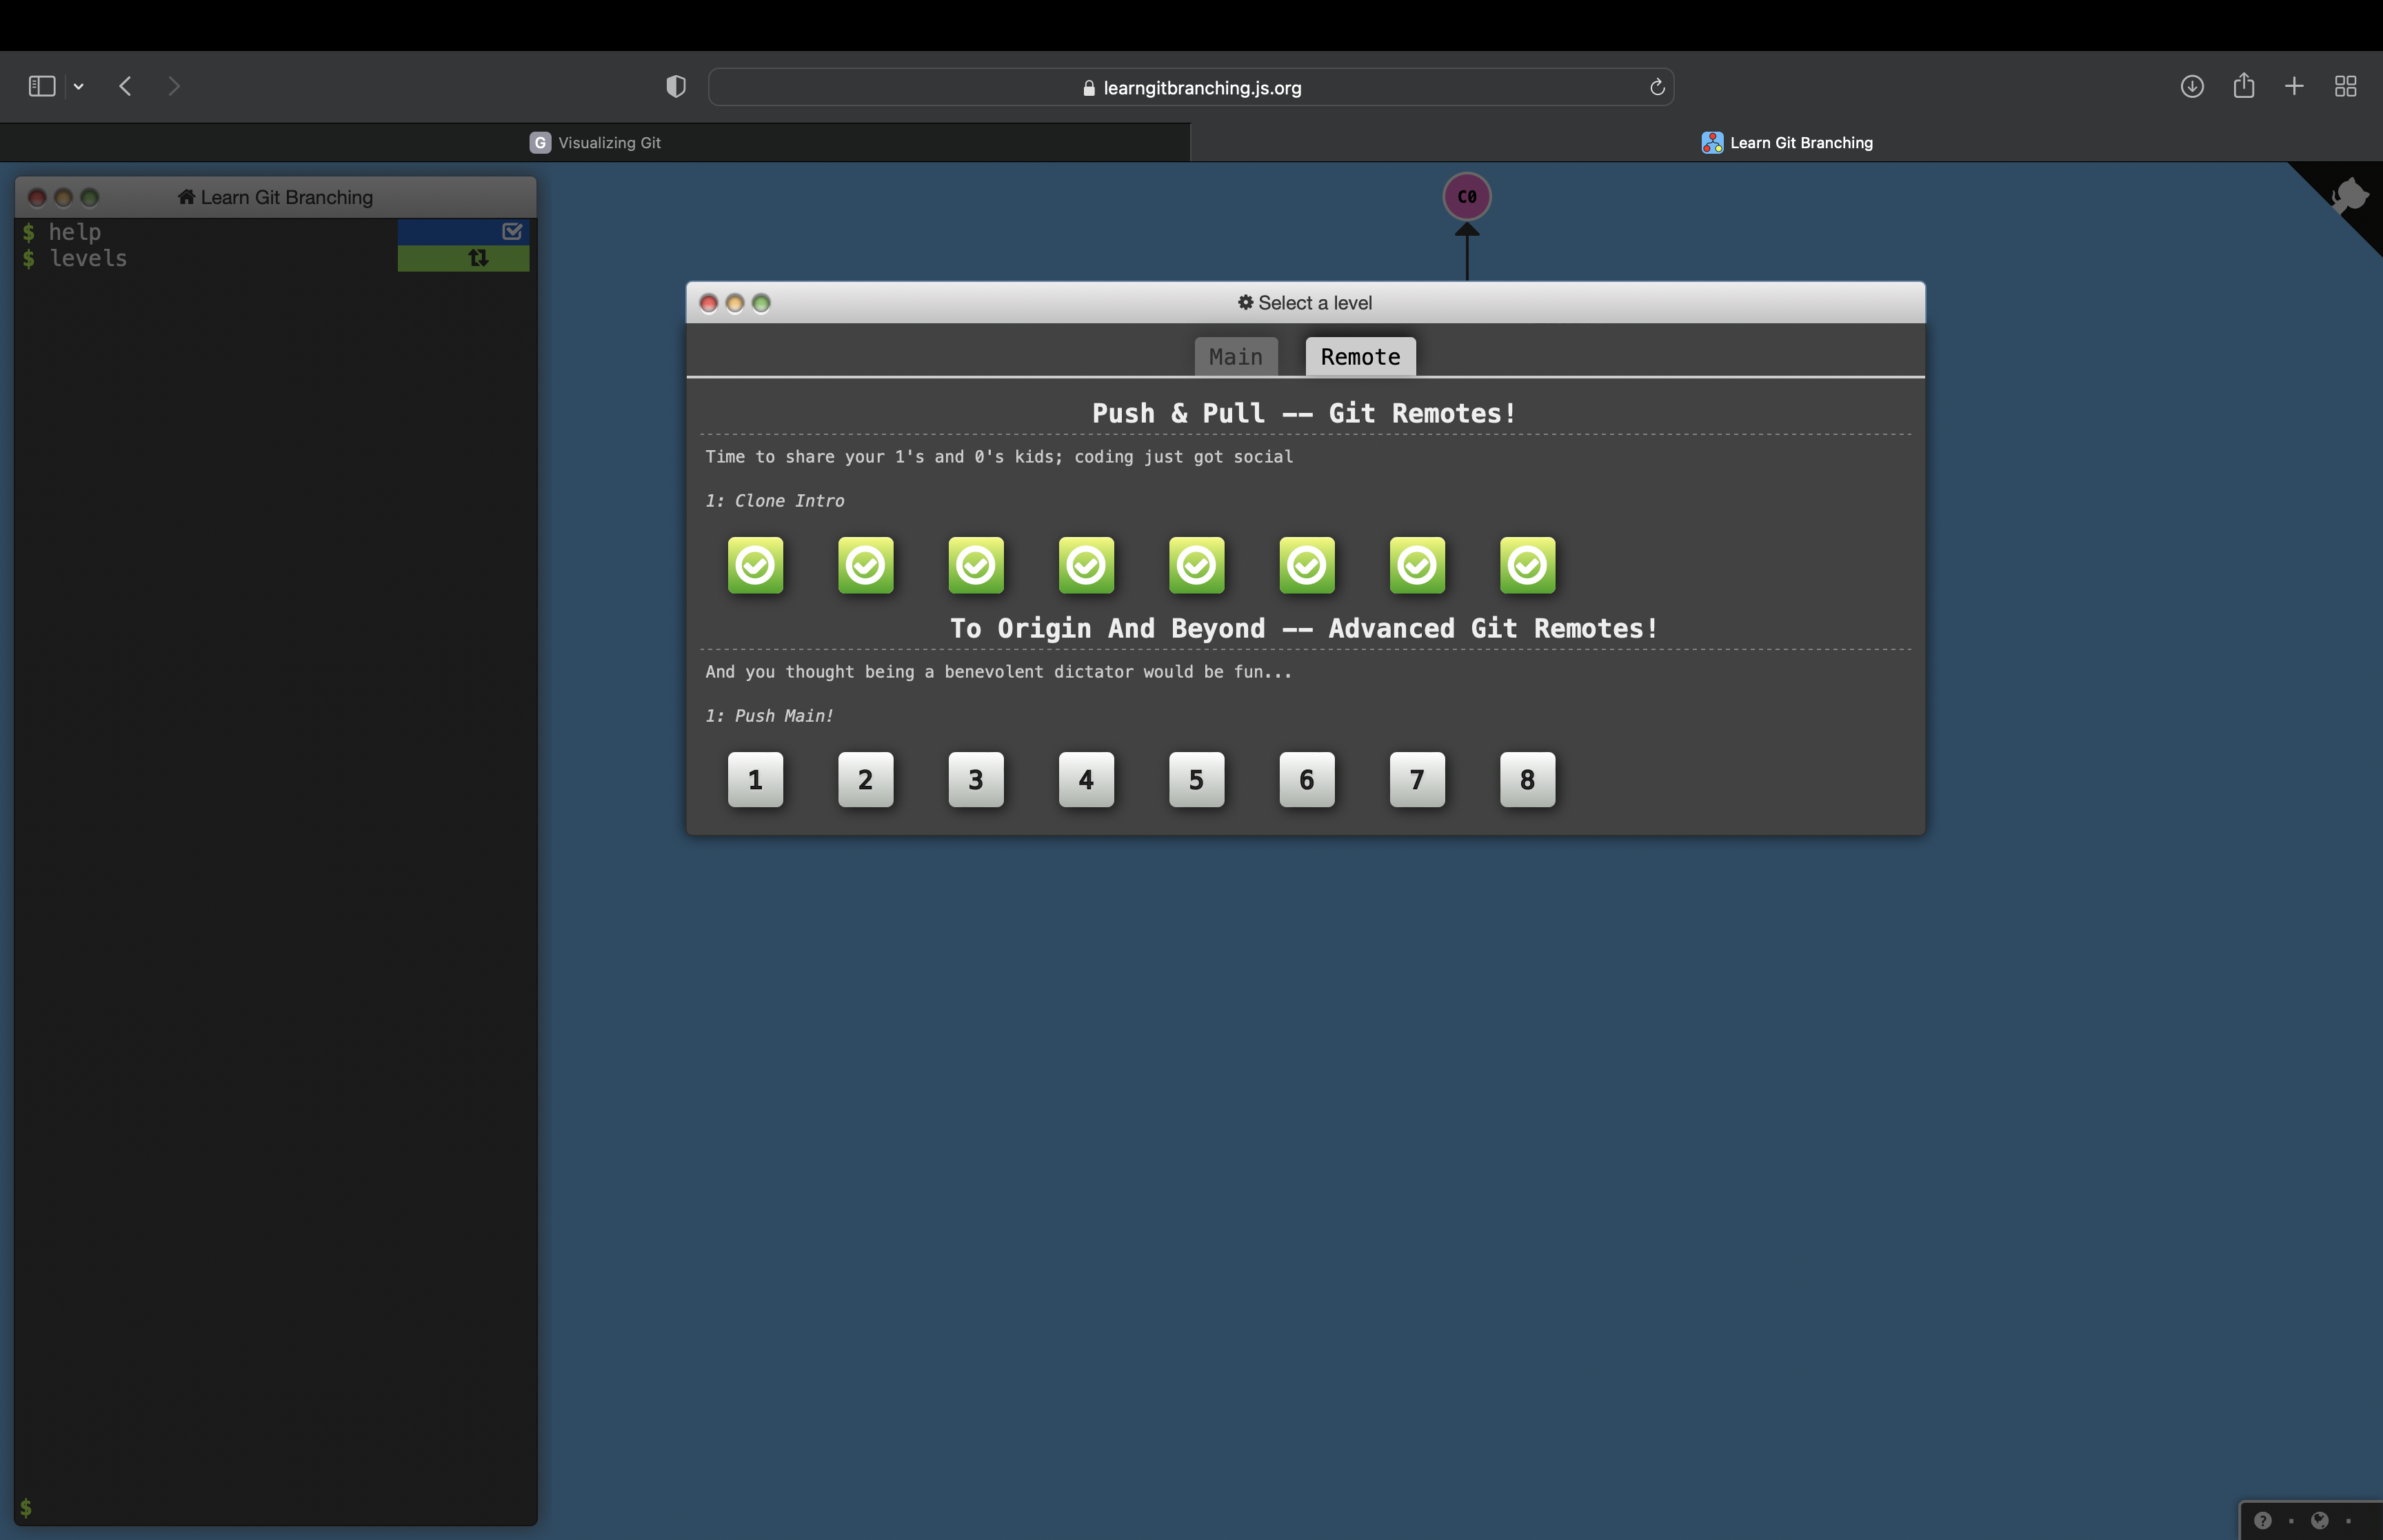 learngitbranching.js.org
G Visualizing Git
Learn Git Branching
Learn Git Branching
$ help
$ levels
C0
Select a level
Main
Remote
Push & Pull -- Git Remotes!
Time to share your 1's and 0's kids; coding just got social
1: Clone Intro
To Origin And Beyond -- Advanced Git Remotes!
And you thought being a benevolent dictator would be fun...
1: Push Main!
1 2 3 4 5 6 7 8
$
?